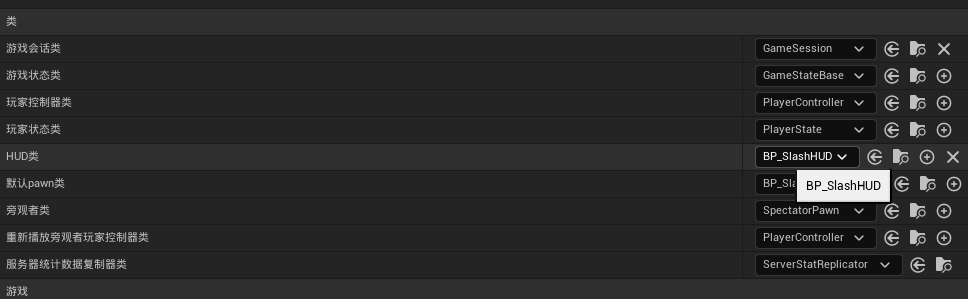 类
游戏会话类 GameSession
游戏状态类 GameStateBase
玩家控制器类 PlayerController
玩家状态类 PlayerState
HUD类 BP_SlashHUD
默认pawn类 BP_Sla
BP_SlashHUD
旁观者类 SpectatorPawn
重新播放旁观者玩家控制器类 PlayerController
服务器统计数据复制器类 ServerStatReplicator
游戏